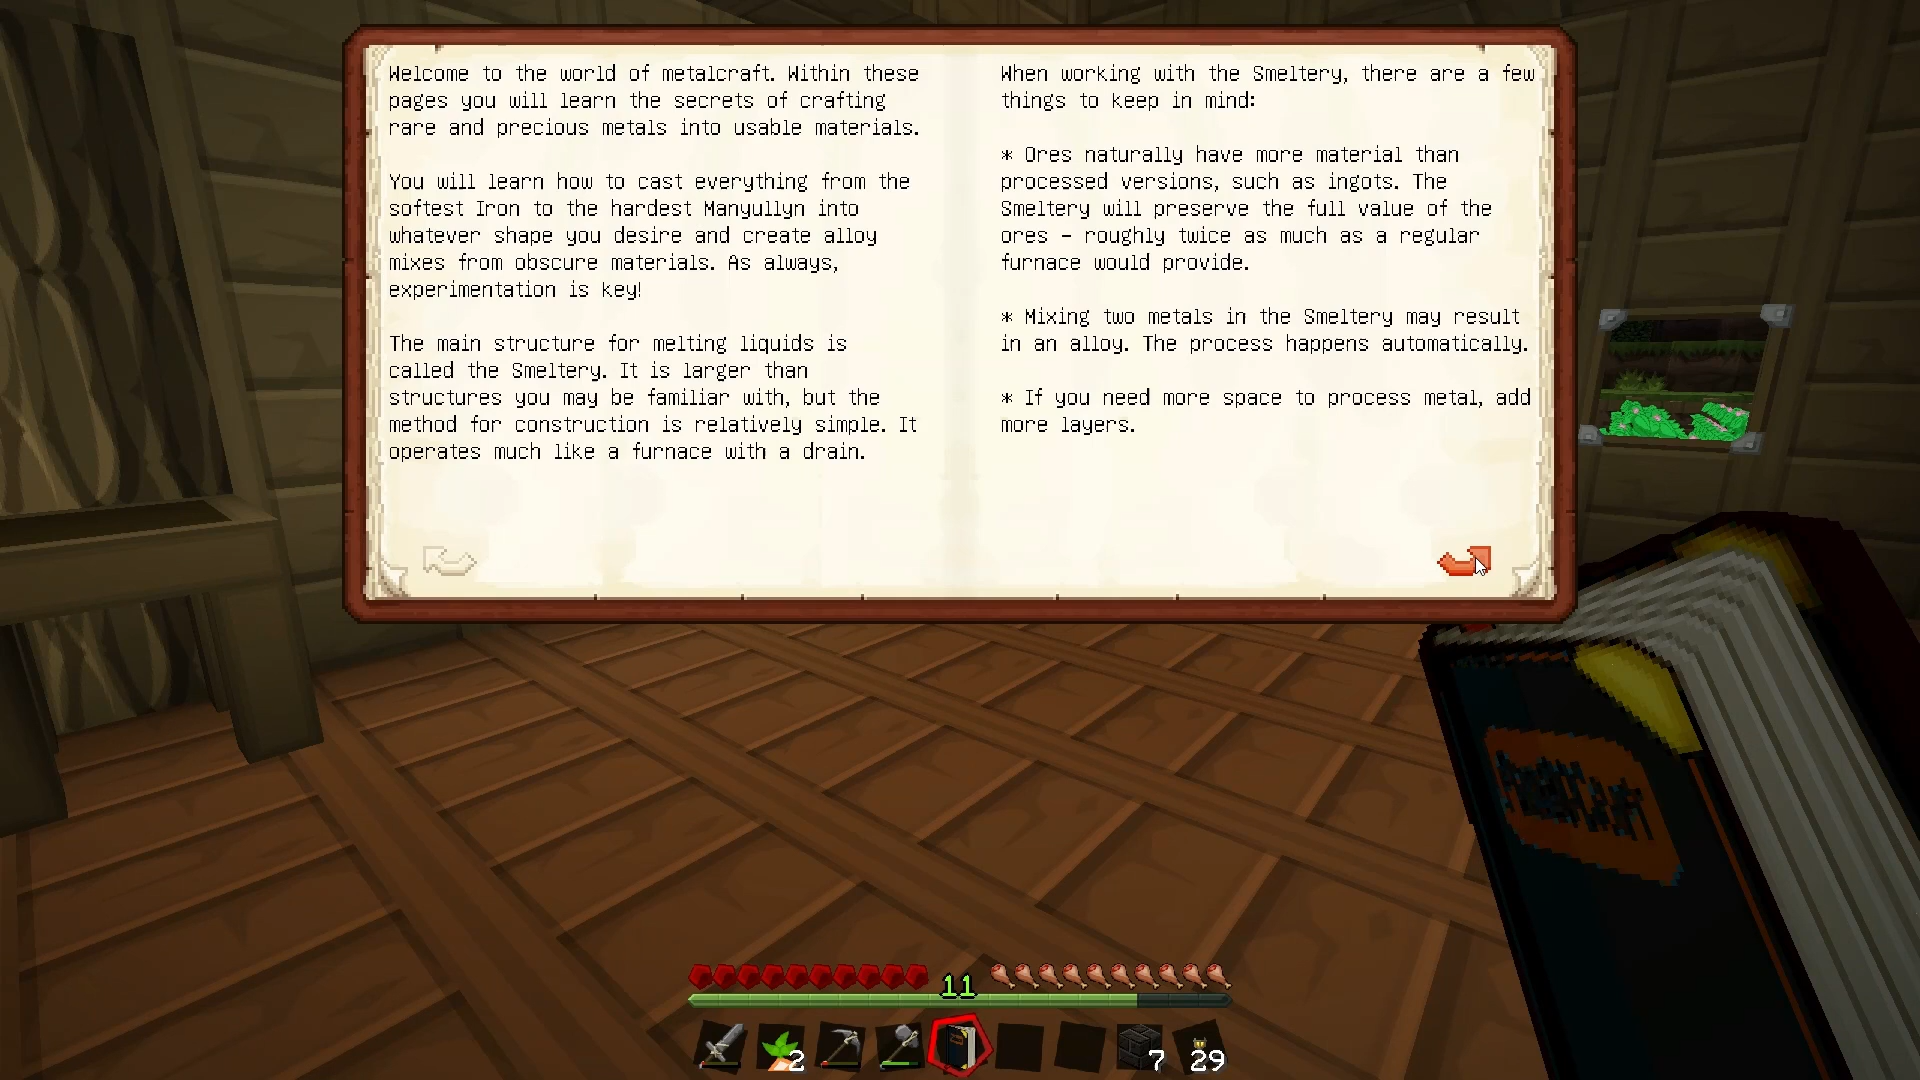 Welcome to the world of metalcraft. Within these
pages you will learn the secrets of crafting
rare and precious metals into usable materials.
You will learn how to cast everything from the
softest Iron to the hardest Manyullyn into
whatever shape you desire and create alloy
mixes from obscure materials. As always,
experimentation is key!
The main structure for melting liquids is
called the Smeltery. It is larger than
structures you may be familiar with, but the
method for construction is relatively simple. It
operates much like a furnace with a drain.
When working with the Smeltery, there are a few
things to keep in mind:
* Ores naturally have more material than
processed versions, such as ingots. The
Smeltery will preserve the full value of the
ores - roughly twice as much as a regular
furnace would provide.
* Mixing two metals in the Smeltery may result
in an alloy. The process happens automatically.
* If you need more space to process metal, add
more layers.
11
2
7
29